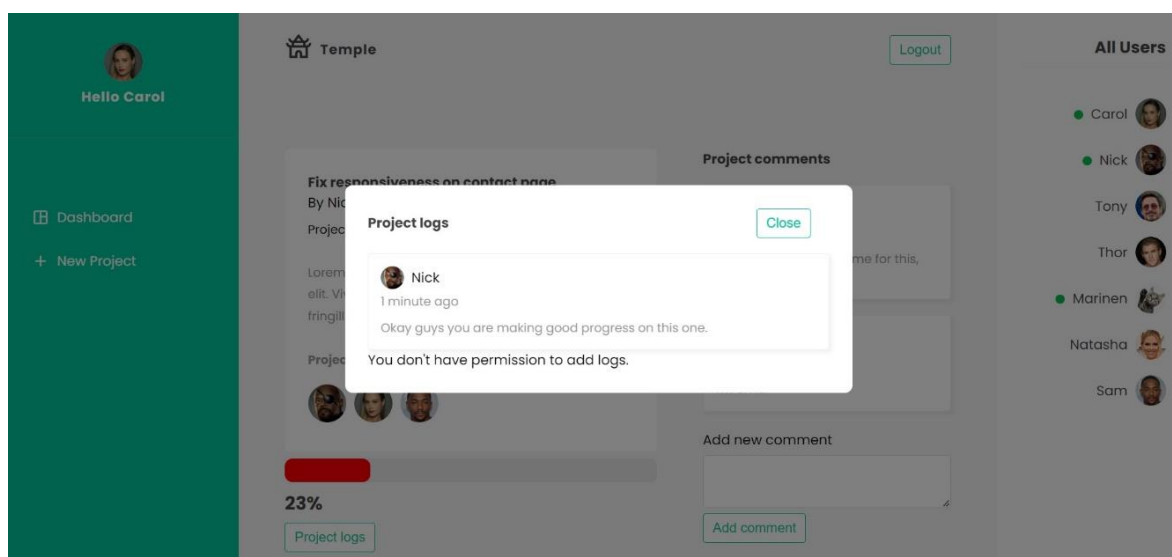 Hello Carol
Dashboard
+ New Project
Temple
Logout
Fix responsiveness on contact page
By Nic
Projec
Lorem
elit. Vi
fringill
Projec
23%
Project logs
Project logs
Close
Nick
1 minute ago
Okay guys you are making good progress on this one.
You don't have permission to add logs.
Project comments
me for this,
Add new comment
Add comment
All Users
Carol
Nick
Tony
Thor
Marinen
Natasha
Sam